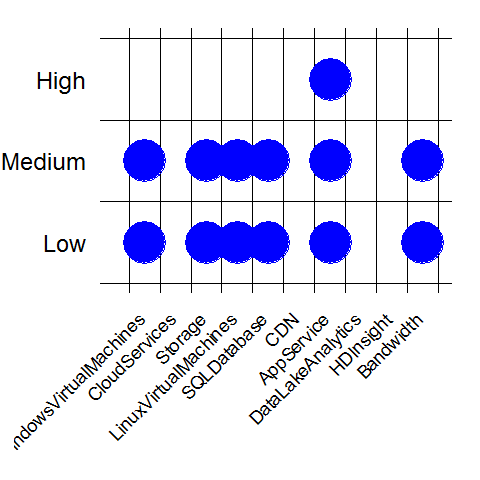 High
Medium
Low
ndowsVirtualMachines
CloudServices
Storage
LinuxVirtualMachines
SQLDatabase
CDN
AppService
DataLakeAnalytics
HDInsight
Bandwidth